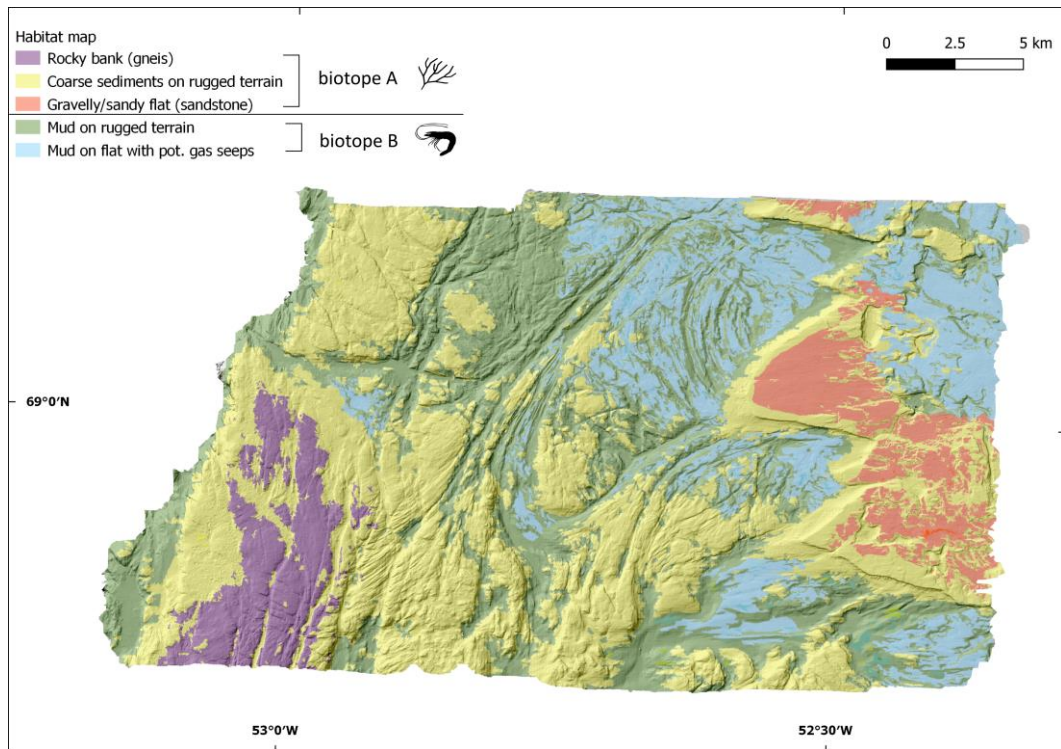 Habitat map
Rocky bank (gneis)
Coarse sediments on rugged terrain
Gravelly/sandy flat (sandstone)
biotope A
Mud on rugged terrain
Mud on flat with pot. gas seeps
biotope B
0 2.5 5 km
69°0′N
53°0′W
52°30′W